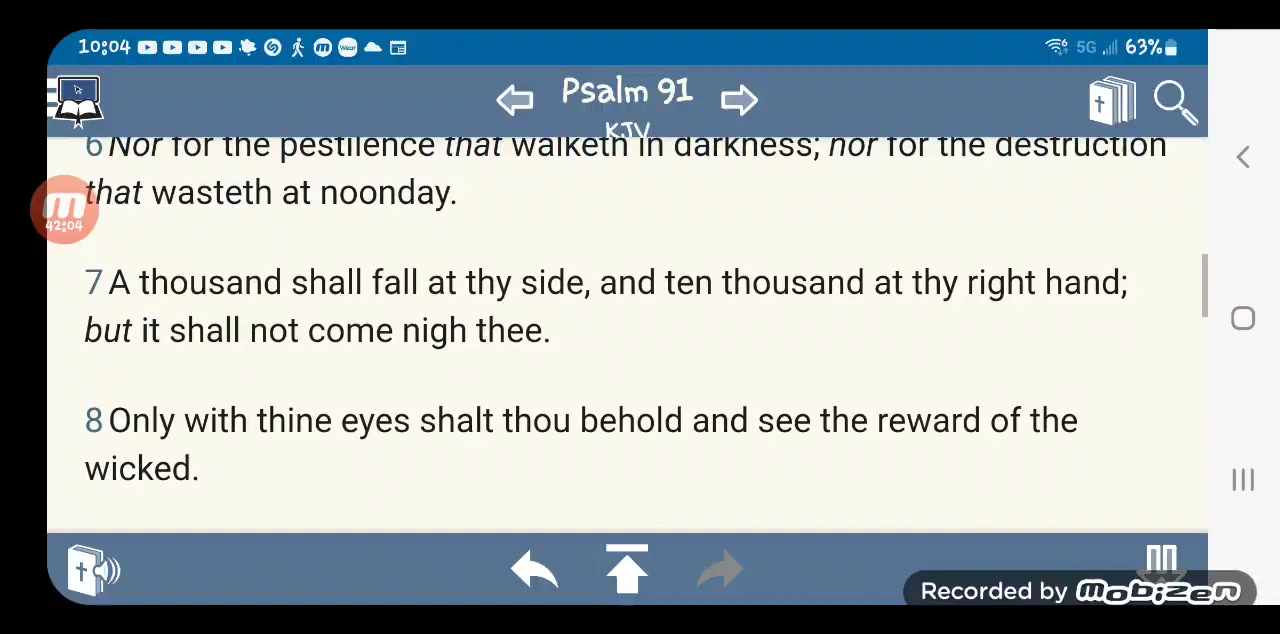 10:04 5G 63%
Psalm 91
KJV
6 Nor for the pestilence that walketh in darkness; nor for the destruction
that wasteth at noonday.
42:04
7 A thousand shall fall at thy side, and ten thousand at thy right hand;
but it shall not come nigh thee.
8 Only with thine eyes shalt thou behold and see the reward of the
wicked.
Recorded by mobizen